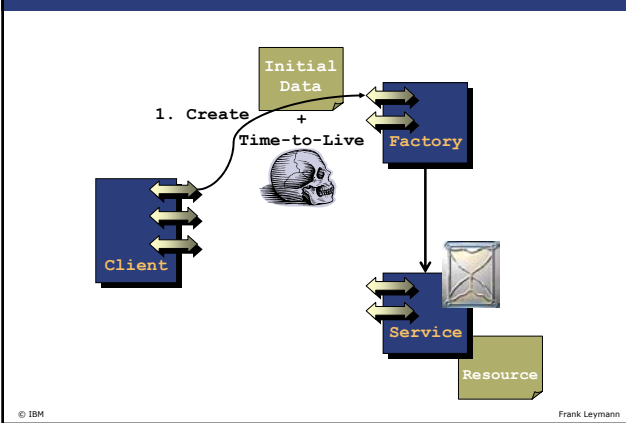 Initial
Data
1. Create
+
Time-to-Live
Factory
Client
Service
Resource
© IBM
Frank Leymann